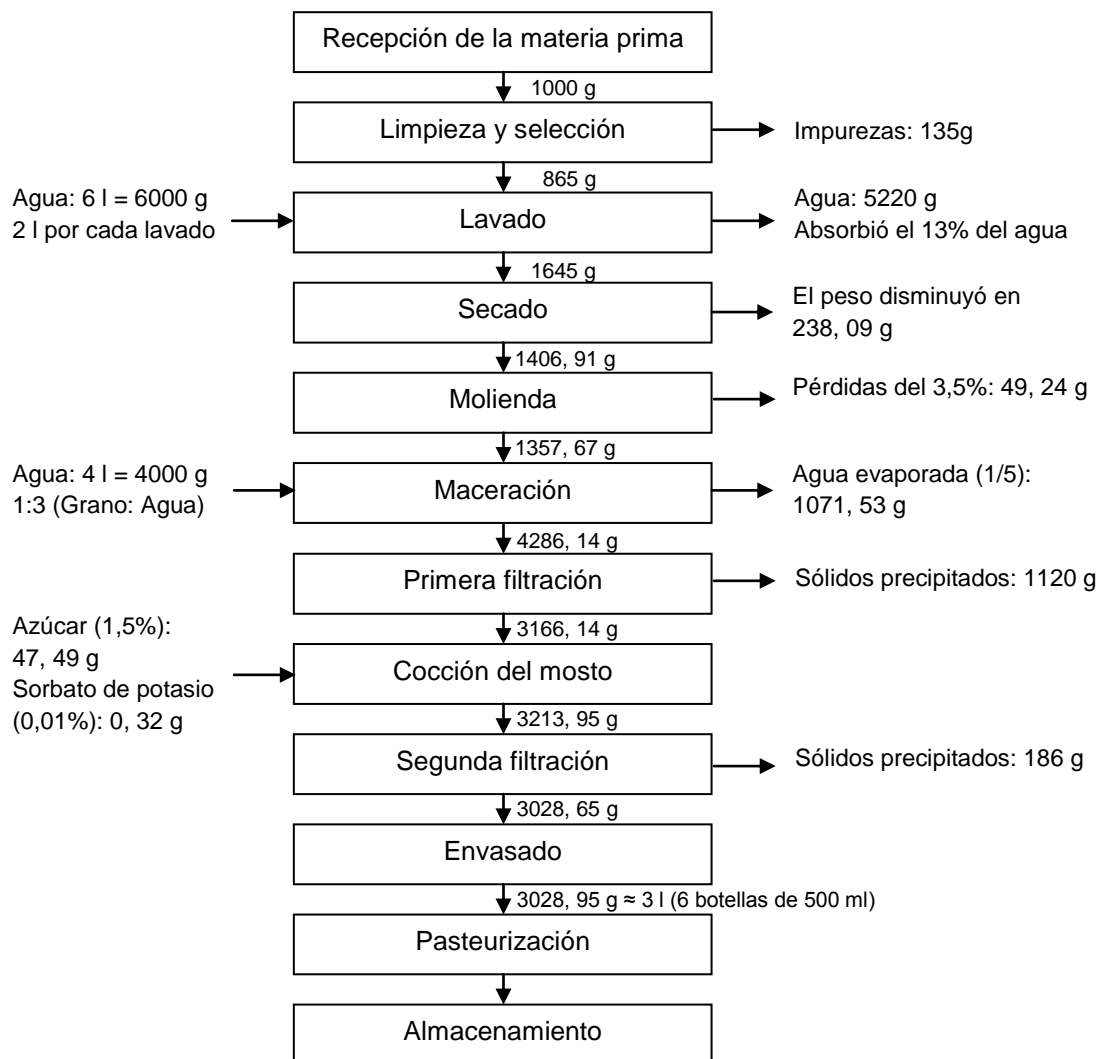 Recepción de la materia prima
1000 g
Limpieza y selección
Impurezas: 135g
865 g
Agua: 6 l = 6000 g
2 l por cada lavado
Lavado
Agua: 5220 g
Absorbió el 13% del agua
1645 g
Secado
El peso disminuyó en
238, 09 g
1406, 91 g
Molienda
Pérdidas del 3,5%: 49, 24 g
1357, 67 g
Agua: 4 l = 4000 g
1:3 (Grano: Agua)
Maceración
Agua evaporada (1/5):
1071, 53 g
4286, 14 g
Primera filtración
Sólidos precipitados: 1120 g
3166, 14 g
Azúcar (1,5%):
47, 49 g
Sorbato de potasio
(0,01%): 0, 32 g
Cocción del mosto
3213, 95 g
Segunda filtración
Sólidos precipitados: 186 g
3028, 65 g
Envasado
3028, 95 g ≈ 3 l (6 botellas de 500 ml)
Pasteurización
Almacenamiento